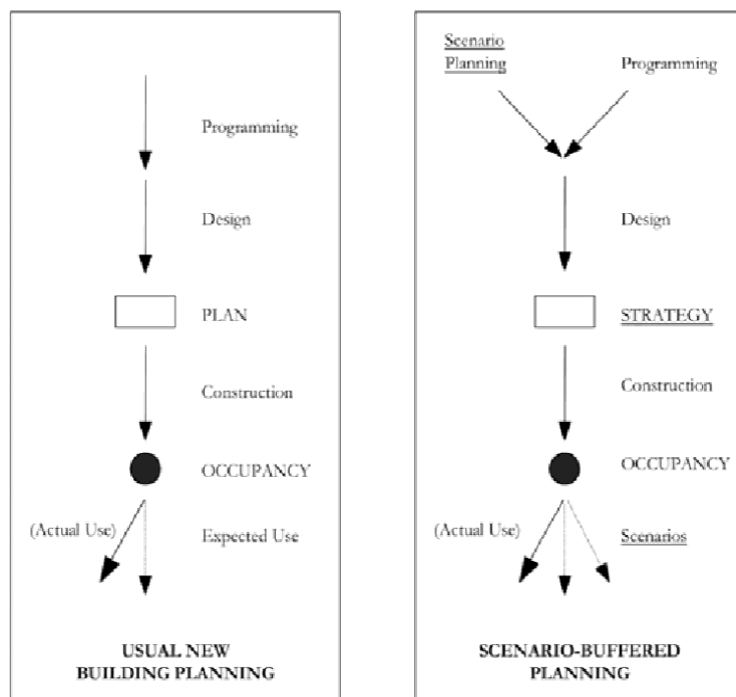 Programming
Design
PLAN
Construction
OCCUPANCY
(Actual Use)
Expected Use
USUAL NEW
BUILDING PLANNING
Scenario
Planning
Programming
Design
STRATEGY
Construction
OCCUPANCY
(Actual Use)
Scenarios
SCENARIO-BUFFERED
PLANNING